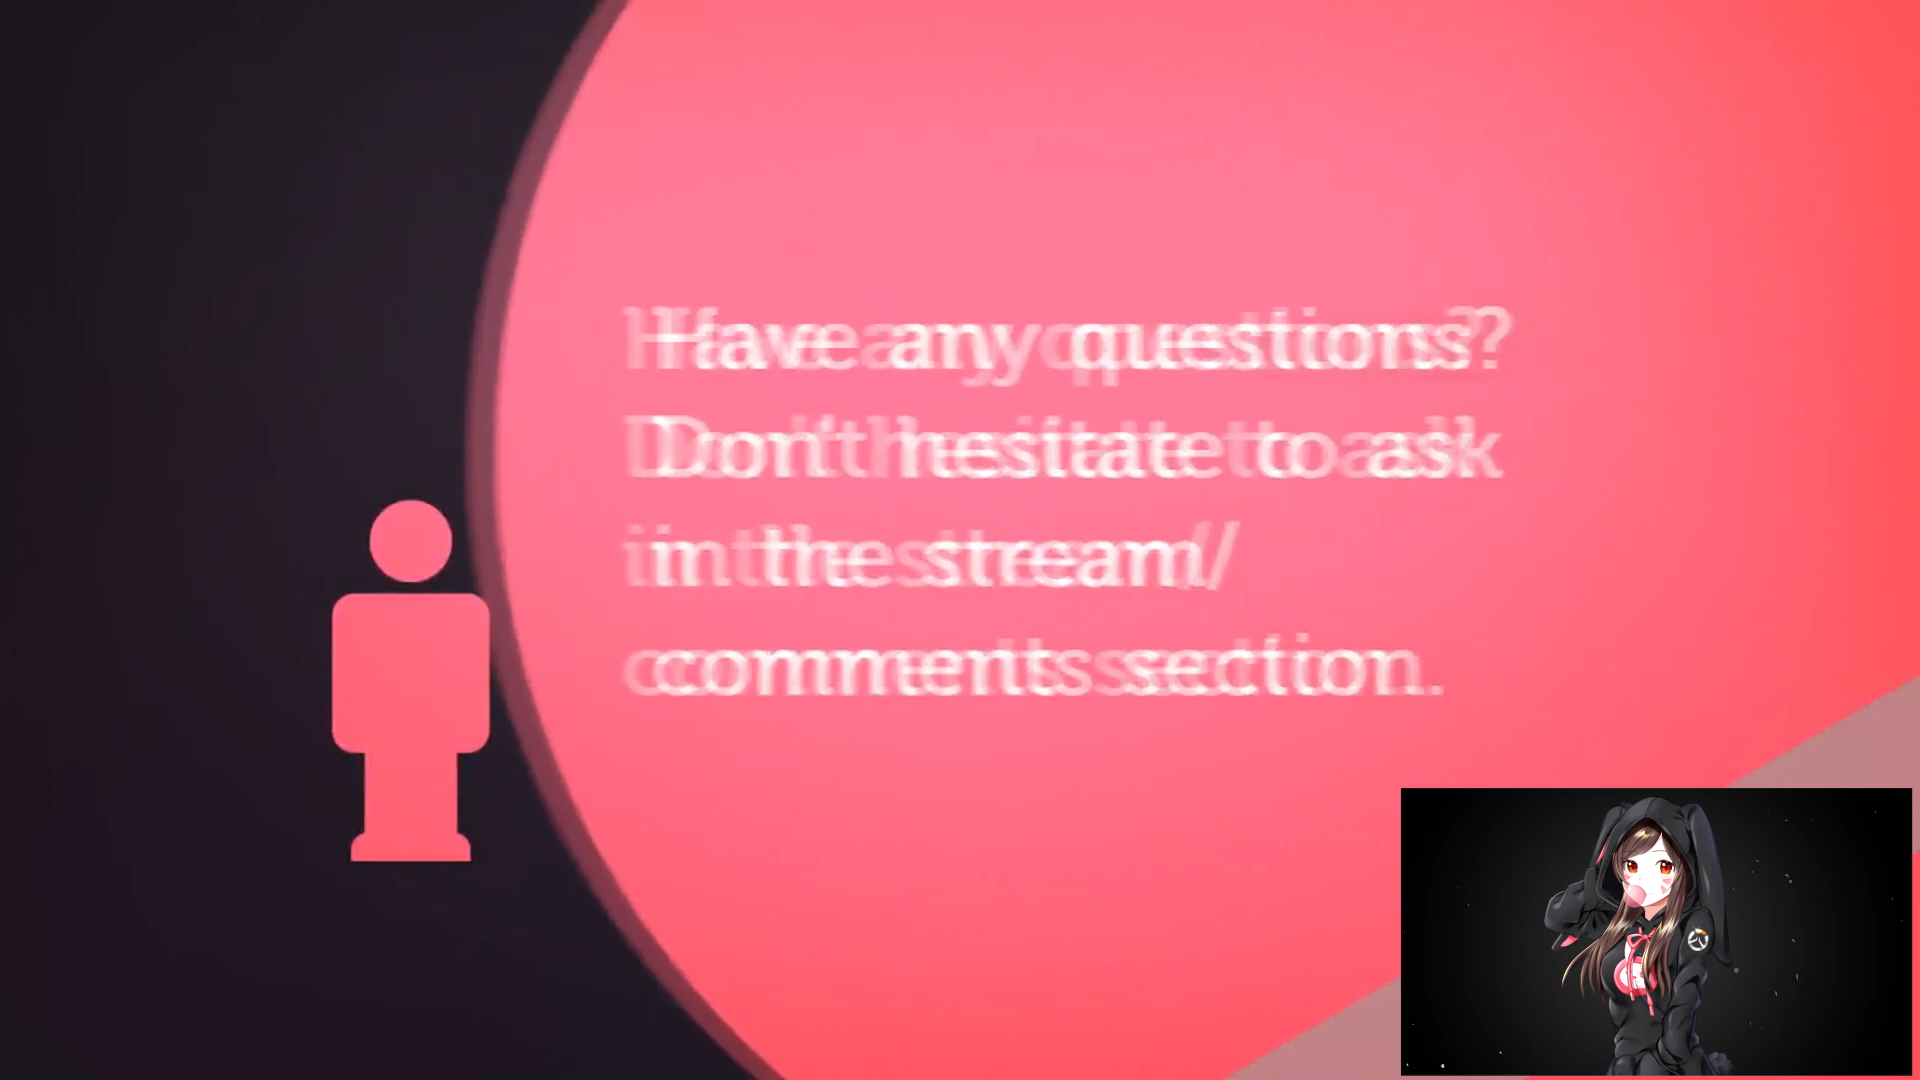 Have any questions?
Don't hesitate to ask
in the stream/
comments section.